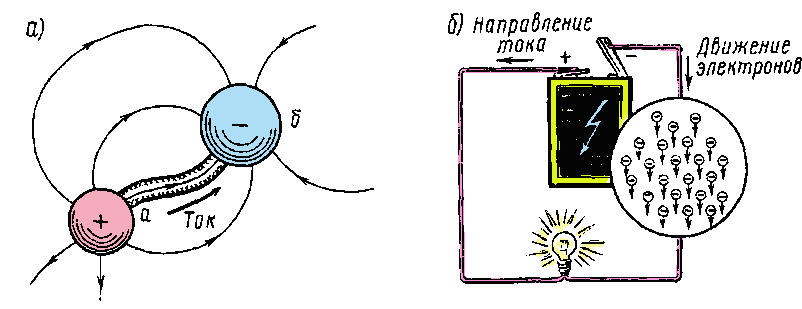 а)
+
−
б
а
Ток
б) Направление
тока
+
−
Движение
электронов